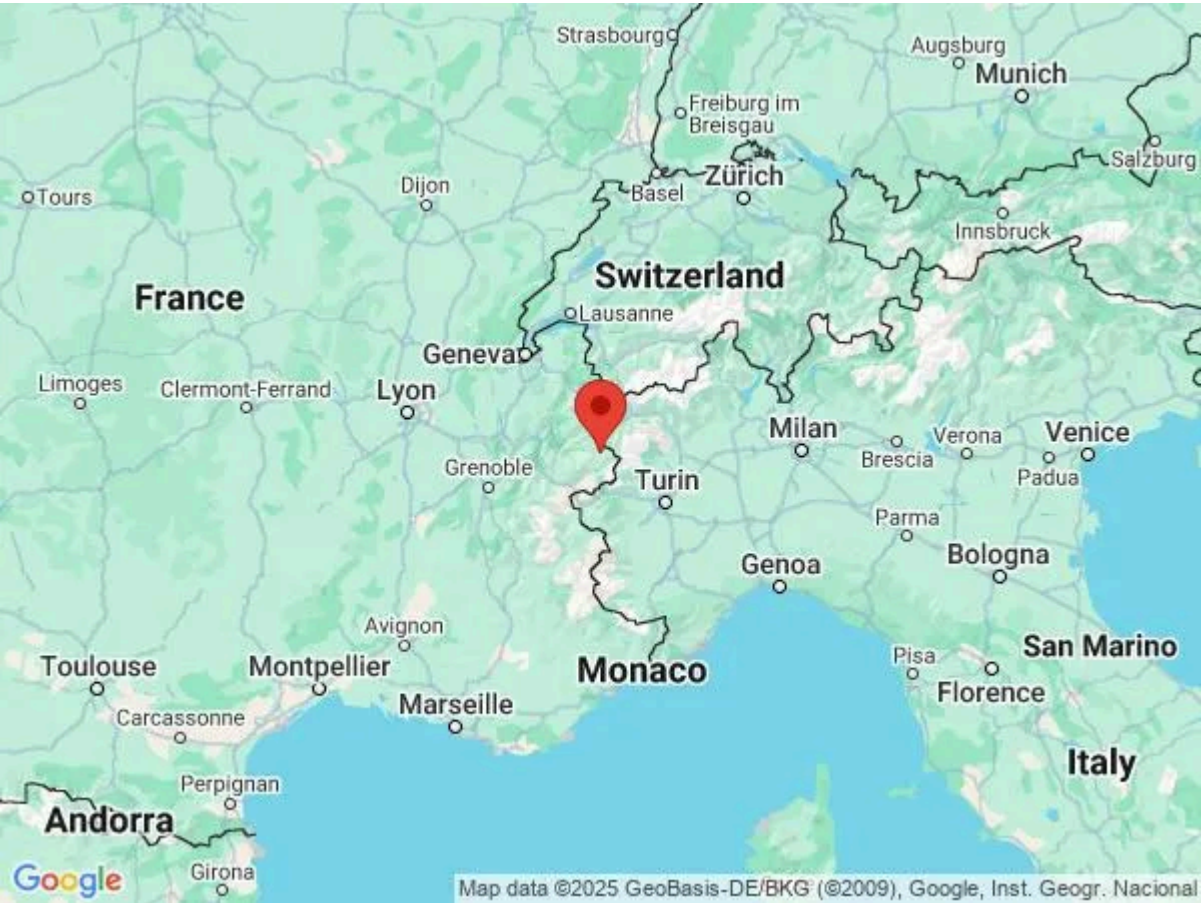 Strasbourg
Augsburg
Munich
Freiburg im
Breisgau
Salzburg
Basel
Zürich
Tours
Dijon
Innsbruck
Switzerland
France
Lausanne
Geneva
Limoges
Clermont-Ferrand
Lyon
Milan
Verona
Venice
Brescia
Padua
Grenoble
Turin
Parma
Bologna
Genoa
Avignon
San Marino
Pisa
Florence
Toulouse
Montpellier
Monaco
Marseille
Carcassonne
Italy
Perpignan
Andorra
Girona
Google
Map data ©2025 GeoBasis-DE/BKG (©2009), Google, Inst. Geogr. Nacional